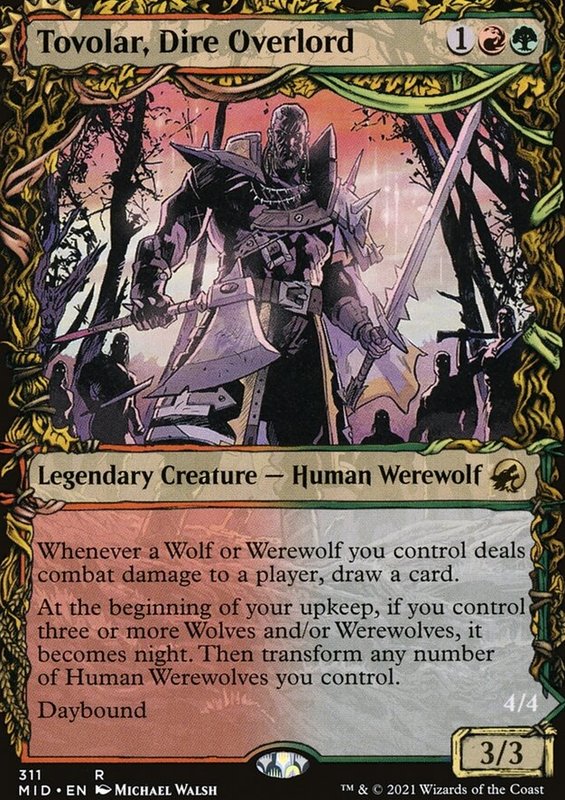 Tovolar, Dire Overlord 1
Legendary Creature — Human Werewolf
Whenever a Wolf or Werewolf you control deals
combat damage to a player, draw a card.
At the beginning of your upkeep, if you control
three or more Wolves and/or Werewolves, it
becomes night. Then transform any number
of Human Werewolves you control.
Daybound
4/4
3/3
311 R
MID • EN Michael Walsh
™ & © 2021 Wizards of the Coast